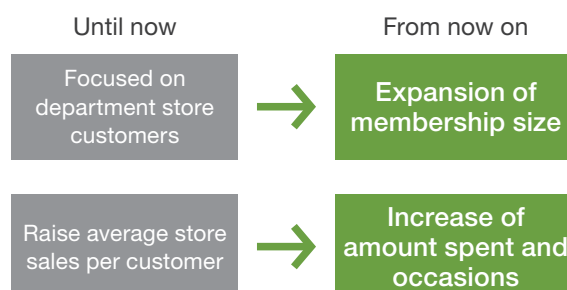 Until now
From now on
Focused on
department store
customers
Expansion of
membership size
Raise average store
sales per customer
Increase of
amount spent and
occasions